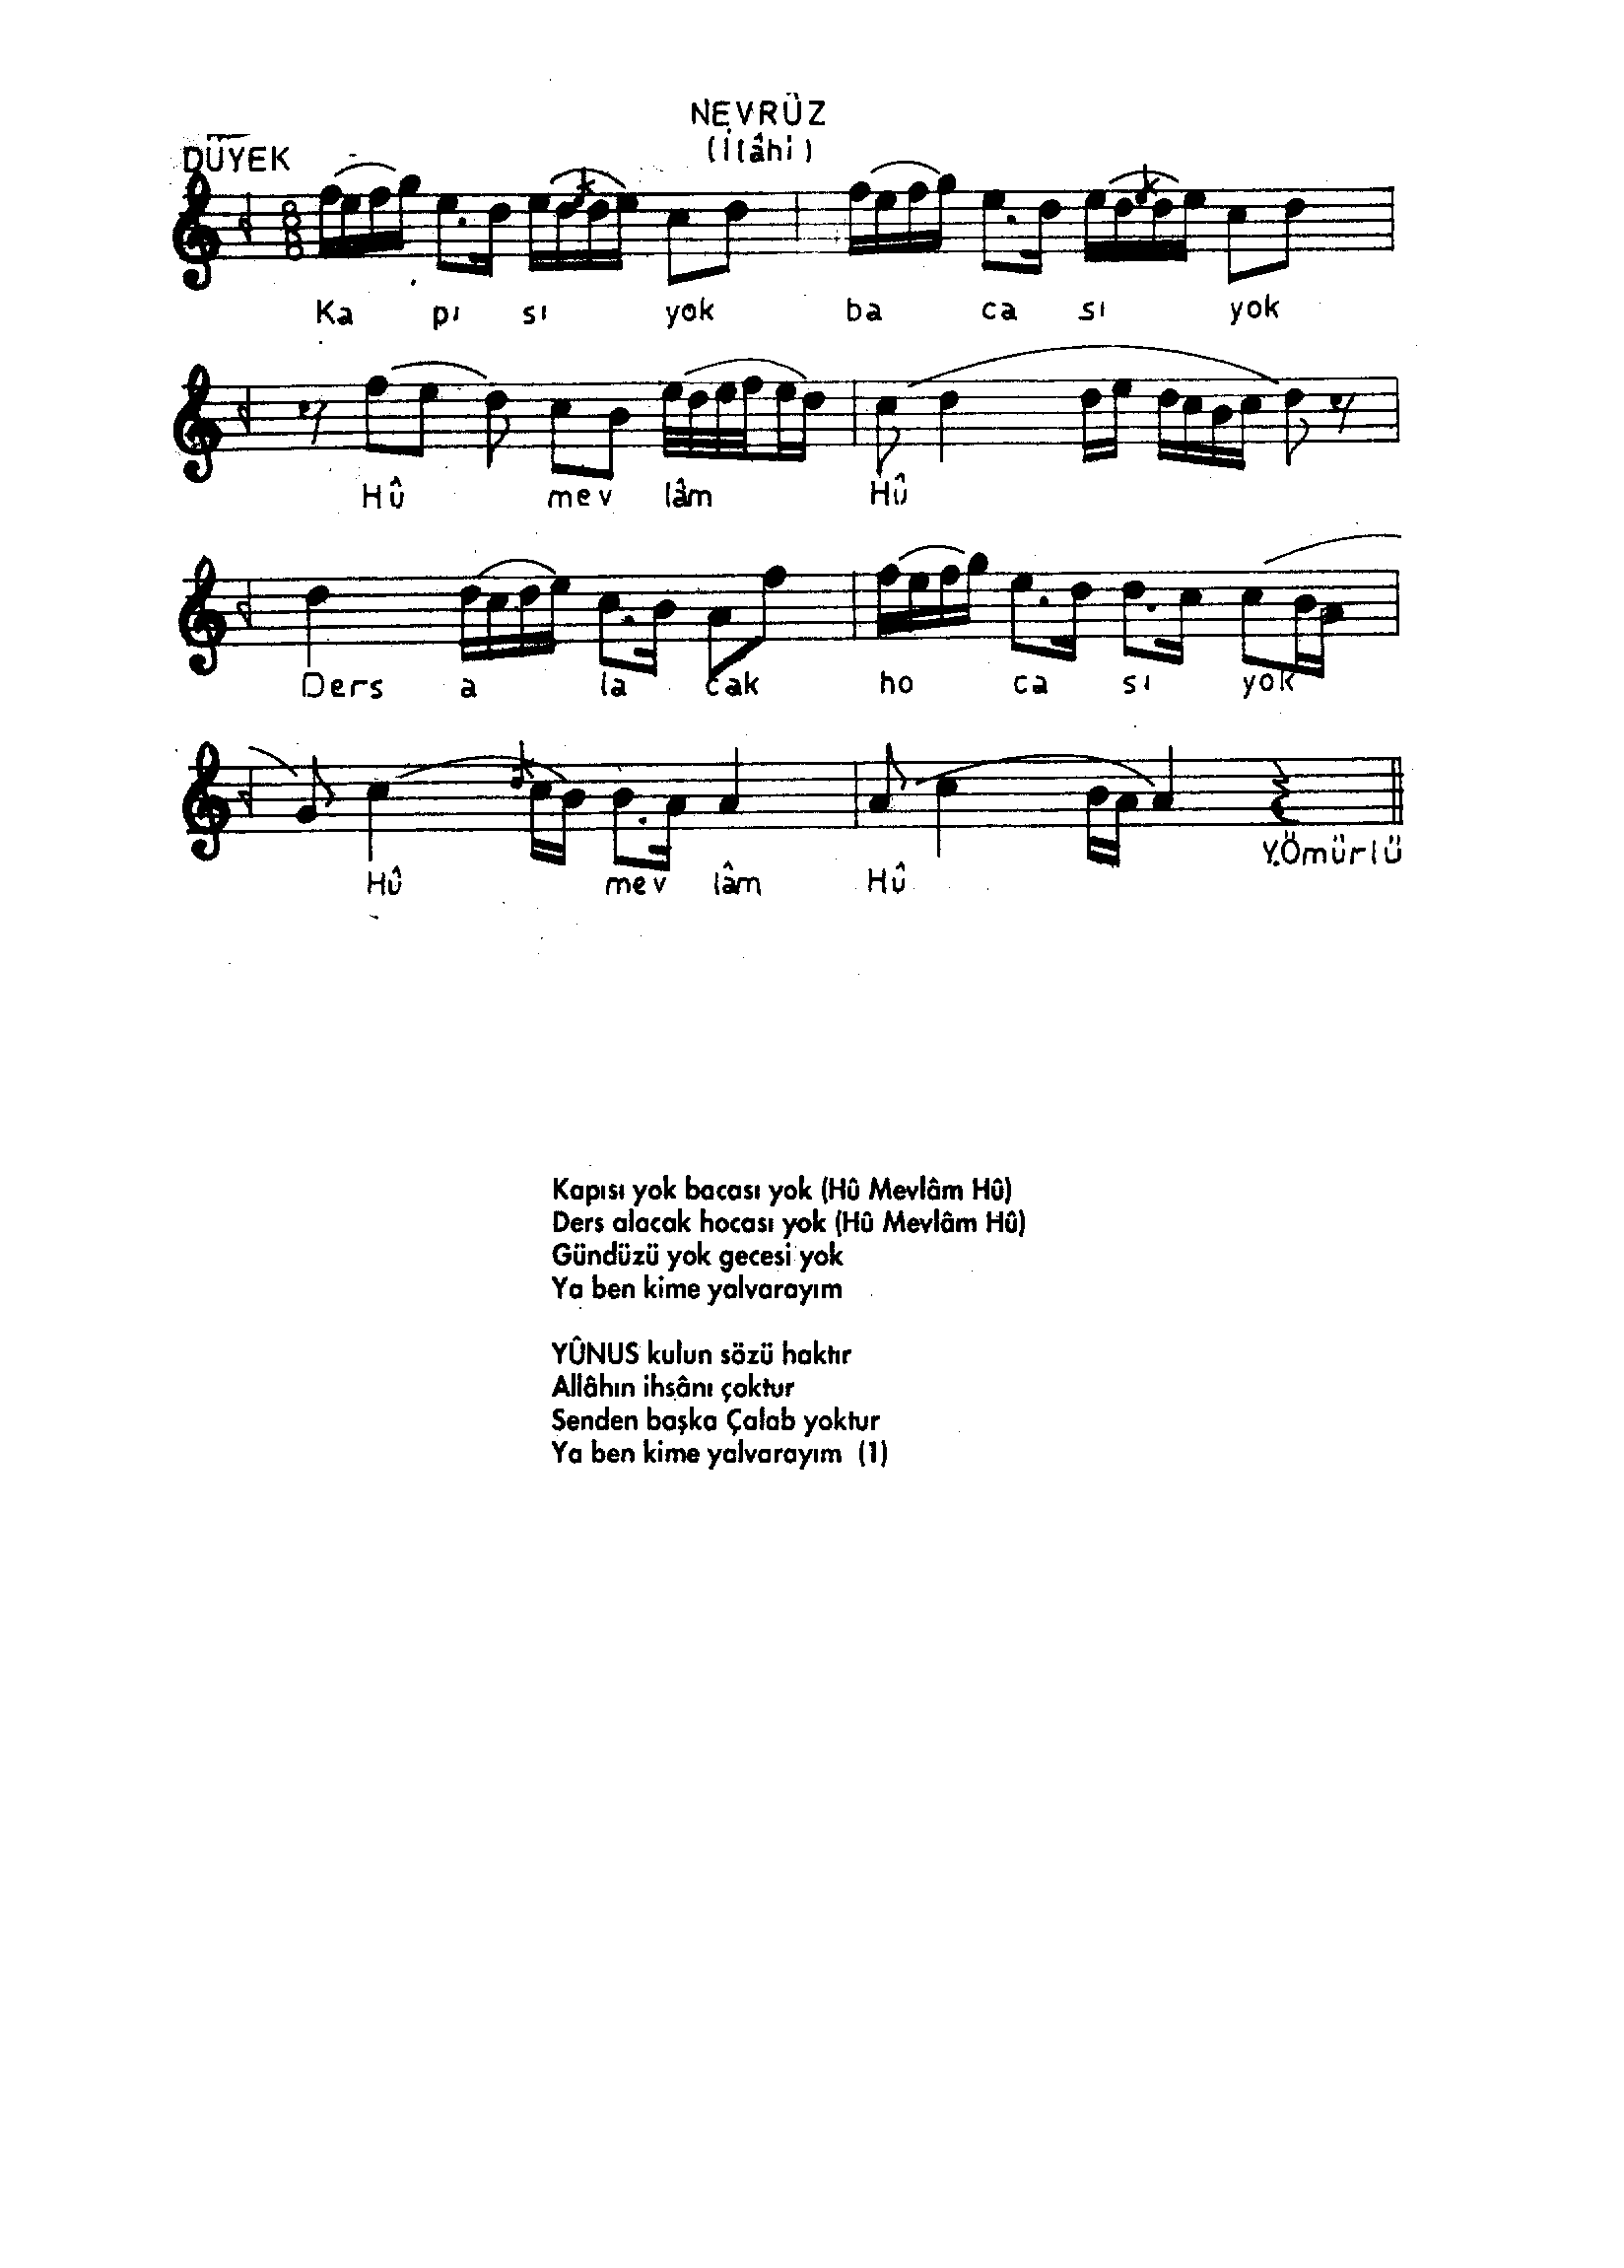 NEVRÛZ
(İlâhi)
DÜYEK
8
8
Ka pı sı yok ba ca sı yok
Hû mev lâm Hû
Ders a la cak ho ca sı yok
Hû mev lâm Hû
Y.Ömürlü
Kapısı yok bacası yok (Hû Mevlâm Hû)
Ders alacak hocası yok (Hû Mevlâm Hû)
Gündüzü yok gecesi yok
Ya ben kime yalvarayım
YÛNUS kulun sözü haktır
Allâhın ihsânı çoktur
Senden başka Çalab yoktur
Ya ben kime yalvarayım (1)